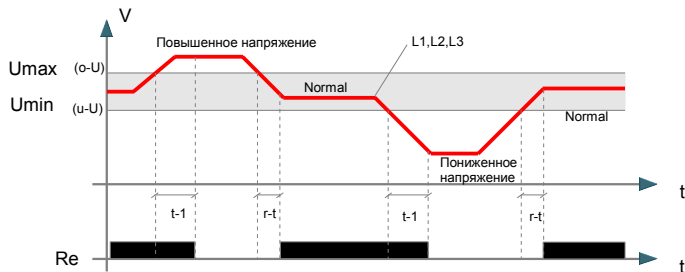 V
Повышенное напряжение
L1,L2,L3
Umax (o-U)
Normal
Umin (u-U)
Normal
Пониженное
напряжение
t
t-1
r-t
t-1
r-t
Re
t